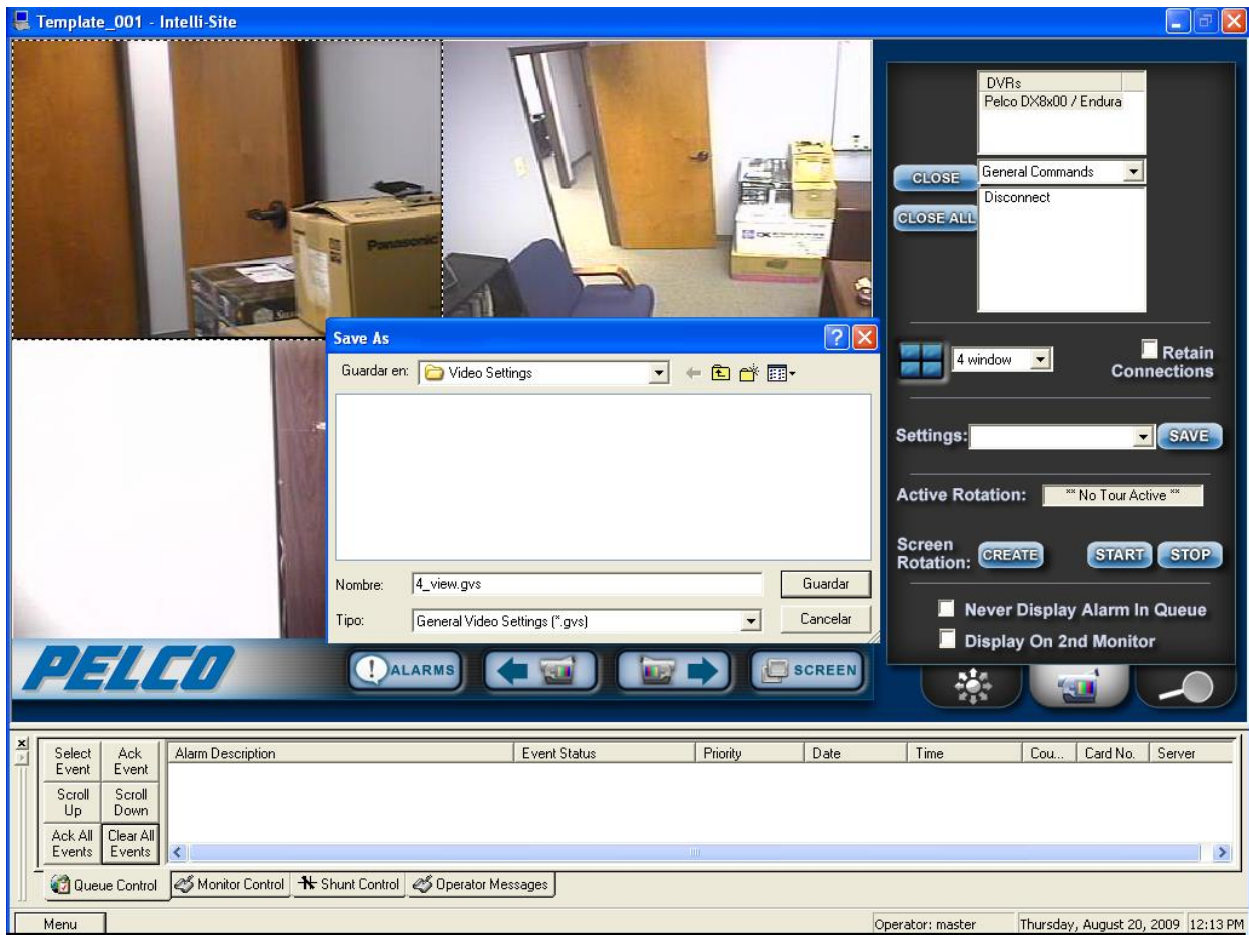 Template_001 - Intelli-Site
Panasonic
DVRs
Pelco DX8x00 / Endura
CLOSE
General Commands
CLOSE ALL
Disconnect
4 window
Retain
Connections
Settings:
SAVE
Active Rotation:
** No Tour Active **
Screen
Rotation:
CREATE
START
STOP
Never Display Alarm In Queue
Display On 2nd Monitor
Save As
Guardar en:
Video Settings
Nombre:
4_view.gvs
Guardar
Tipo:
General Video Settings (*.gvs)
Cancelar
PELCO
ALARMS
SCREEN
Select
Event
Ack
Event
Scroll
Up
Scroll
Down
Ack All
Events
Clear All
Events
Alarm Description
Event Status
Priority
Date
Time
Cou...
Card No.
Server
Queue Control
Monitor Control
Shunt Control
Operator Messages
Menu
Operator: master
Thursday, August 20, 2009
12:13 PM